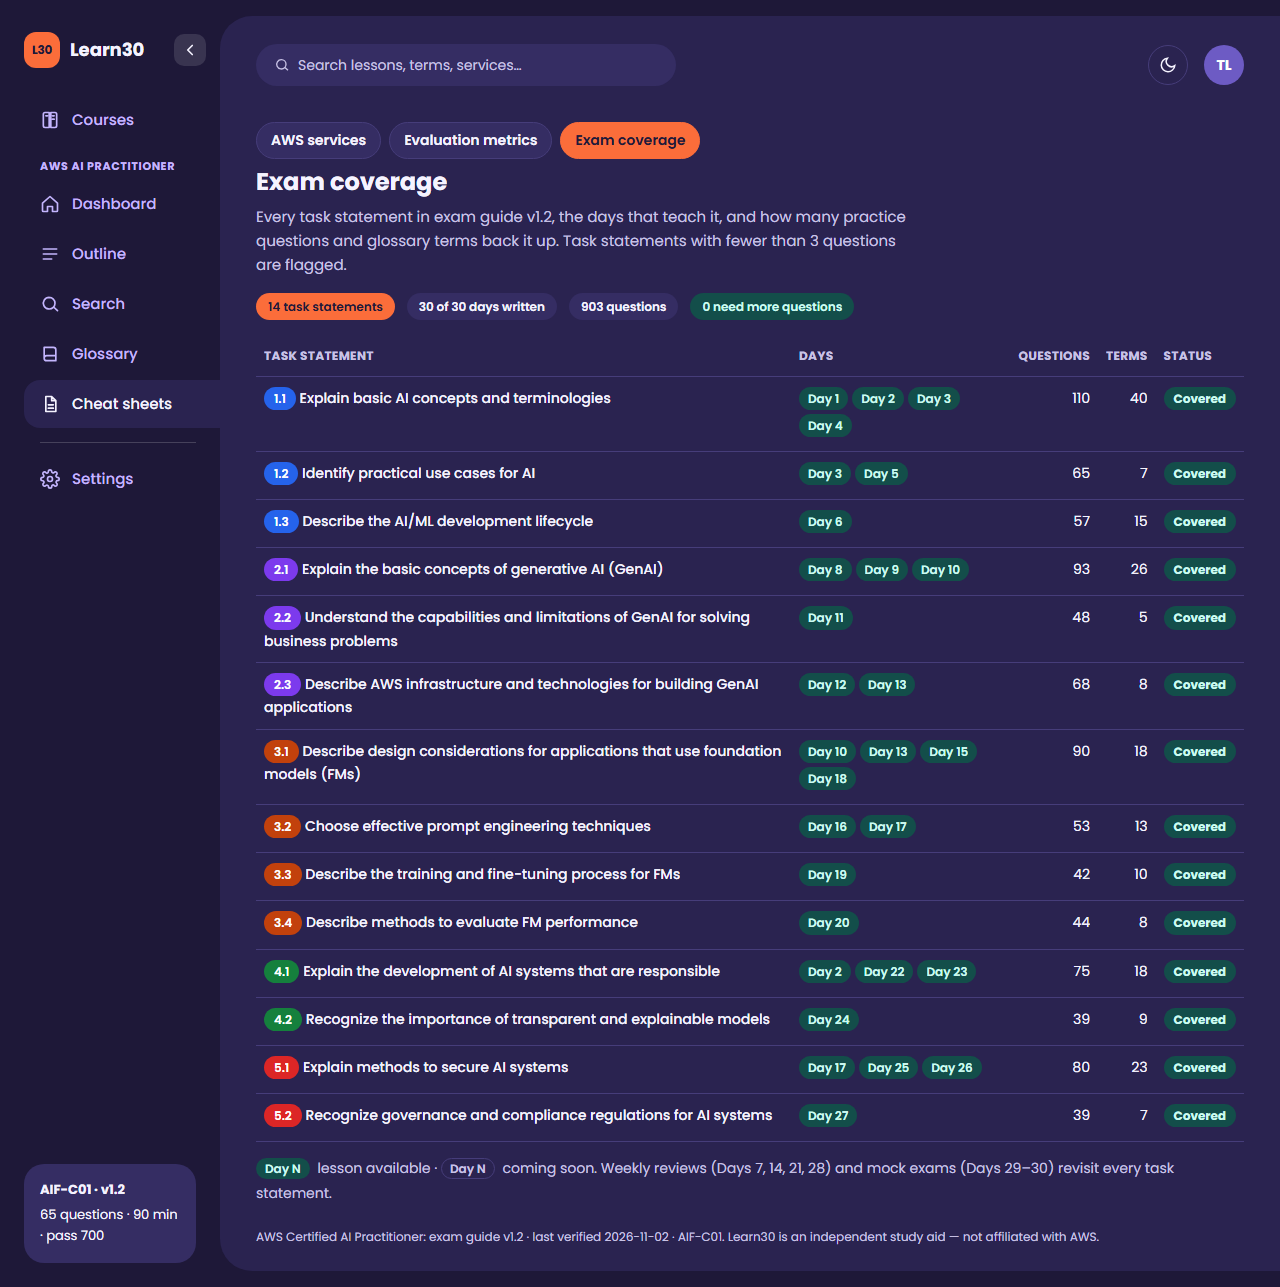 L30 Learn30
Search lessons, terms, services...
TL
Courses
AWS AI PRACTITIONER
Dashboard
Outline
Search
Glossary
Cheat sheets
Settings
AIF-C01 · v1.2
65 questions · 90 min
· pass 700
AWS services Evaluation metrics Exam coverage
Exam coverage
Every task statement in exam guide v1.2, the days that teach it, and how many practice
questions and glossary terms back it up. Task statements with fewer than 3 questions
are flagged.
14 task statements 30 of 30 days written 903 questions 0 need more questions
TASK STATEMENT DAYS QUESTIONS TERMS STATUS
1.1 Explain basic AI concepts and terminologies Day 1 Day 2 Day 3 110 40 Covered
Day 4
1.2 Identify practical use cases for AI Day 3 Day 5 65 7 Covered
1.3 Describe the AI/ML development lifecycle Day 6 57 15 Covered
2.1 Explain the basic concepts of generative AI (GenAI) Day 8 Day 9 Day 10 93 26 Covered
2.2 Understand the capabilities and limitations of GenAI for solving Day 11 48 5 Covered
business problems
2.3 Describe AWS infrastructure and technologies for building GenAI Day 12 Day 13 68 8 Covered
applications
3.1 Describe design considerations for applications that use foundation Day 10 Day 13 Day 15 90 18 Covered
models (FMs) Day 18
3.2 Choose effective prompt engineering techniques Day 16 Day 17 53 13 Covered
3.3 Describe the training and fine-tuning process for FMs Day 19 42 10 Covered
3.4 Describe methods to evaluate FM performance Day 20 44 8 Covered
4.1 Explain the development of AI systems that are responsible Day 2 Day 22 Day 23 75 18 Covered
4.2 Recognize the importance of transparent and explainable models Day 24 39 9 Covered
5.1 Explain methods to secure AI systems Day 17 Day 25 Day 26 80 23 Covered
5.2 Recognize governance and compliance regulations for AI systems Day 27 39 7 Covered
Day N lesson available · Day N coming soon. Weekly reviews (Days 7, 14, 21, 28) and mock exams (Days 29–30) revisit every task
statement.
AWS Certified AI Practitioner: exam guide v1.2 · last verified 2026-11-02 · AIF-C01. Learn30 is an independent study aid — not affiliated with AWS.